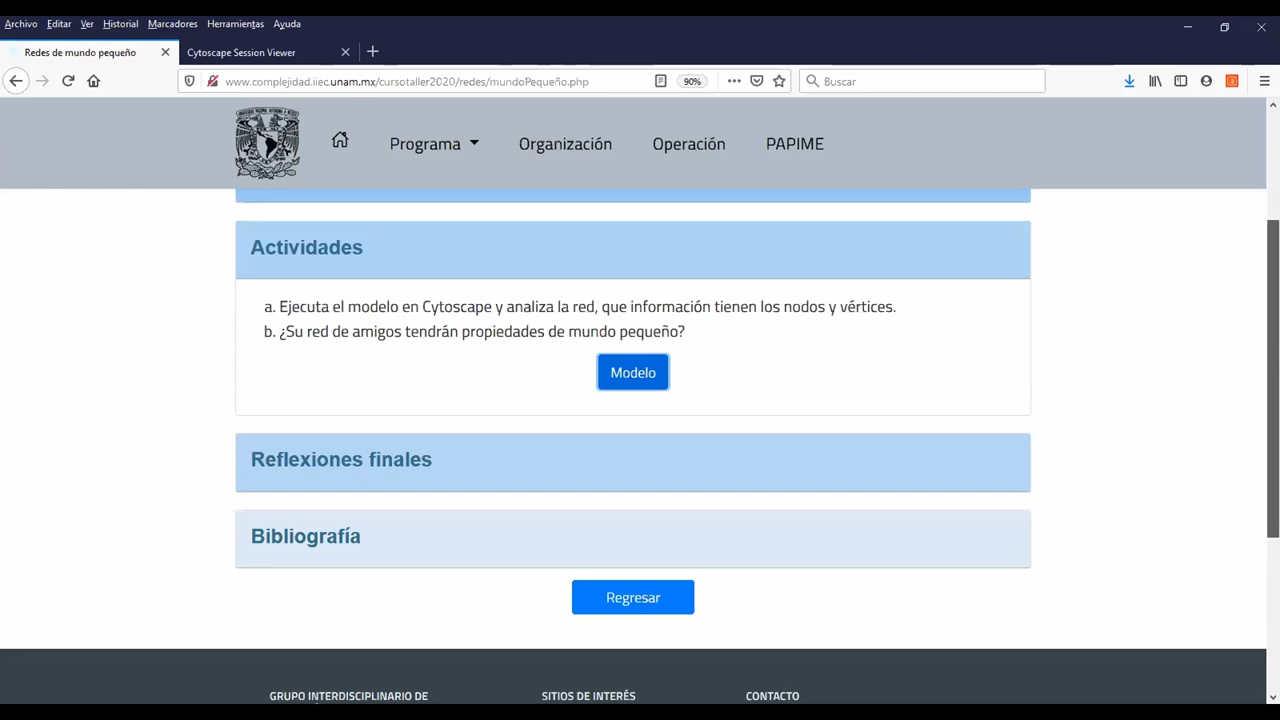 Archivo Editar Ver Historial Marcadores Herramientas Ayuda
Redes de mundo pequeño
Cytoscape Session Viewer
www.complejidad.iiec.unam.mx/cursotaller2020/redes/mundoPequeño.php
90%
Buscar
Programa
Organización
Operación
PAPIME
Actividades
a. Ejecuta el modelo en Cytoscape y analiza la red, que información tienen los nodos y vértices.
b. ¿Su red de amigos tendrán propiedades de mundo pequeño?
Modelo
Reflexiones finales
Bibliografía
Regresar
GRUPO INTERDISCIPLINARIO DE
SITIOS DE INTERÉS
CONTACTO